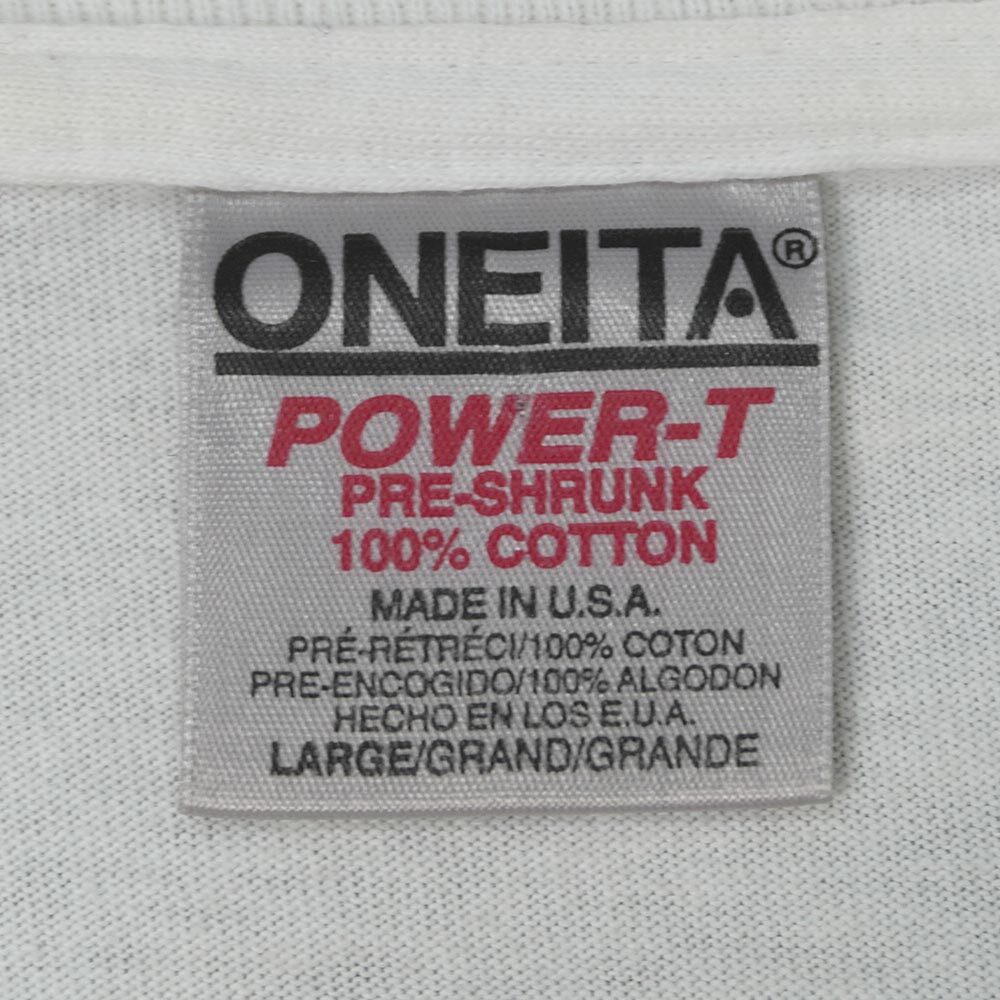 ONEITA®
POWER-T
PRE-SHRUNK
100% COTTON
MADE IN U.S.A.
PRÉ-RÉTRÉCI/100% COTON
PRE-ENCOGIDO/100% ALGODON
HECHO EN LOS E.U.A.
LARGE/GRAND/GRANDE